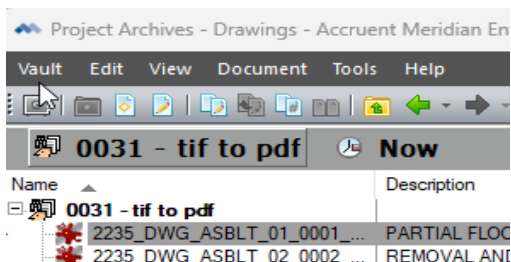 Project Archives - Drawings - Accruent Meridian En
Vault Edit View Document Tools Help
0031 - tif to pdf Now
Name Description
0031 - tif to pdf
2235_DWG_ASBLT_01_0001_... PARTIAL FLOO
2235_DWG_ASBLT_02_0002_... REMOVAL AND